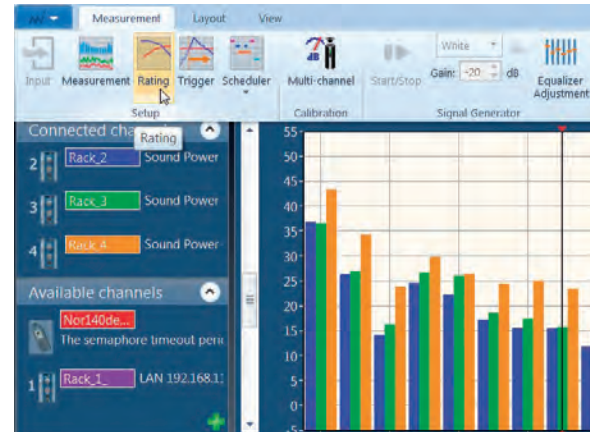 Measurement Layout View
Input Measurement Rating Trigger Scheduler Multi-channel Start/Stop White Gain: -20 dB Equalizer Adjustment
Setup Calibration Signal Generator
dB
Connected cha
Rating
2 Rack_2 Sound Power
3 Rack_3 Sound Power
4 Rack_4 Sound Power
Available channels
Nor140de...
The semaphore timeout peri
1 Rack_1_ LAN 192.168.1
55
50
45
40
35
30
25
20
15
10
5
0
-5